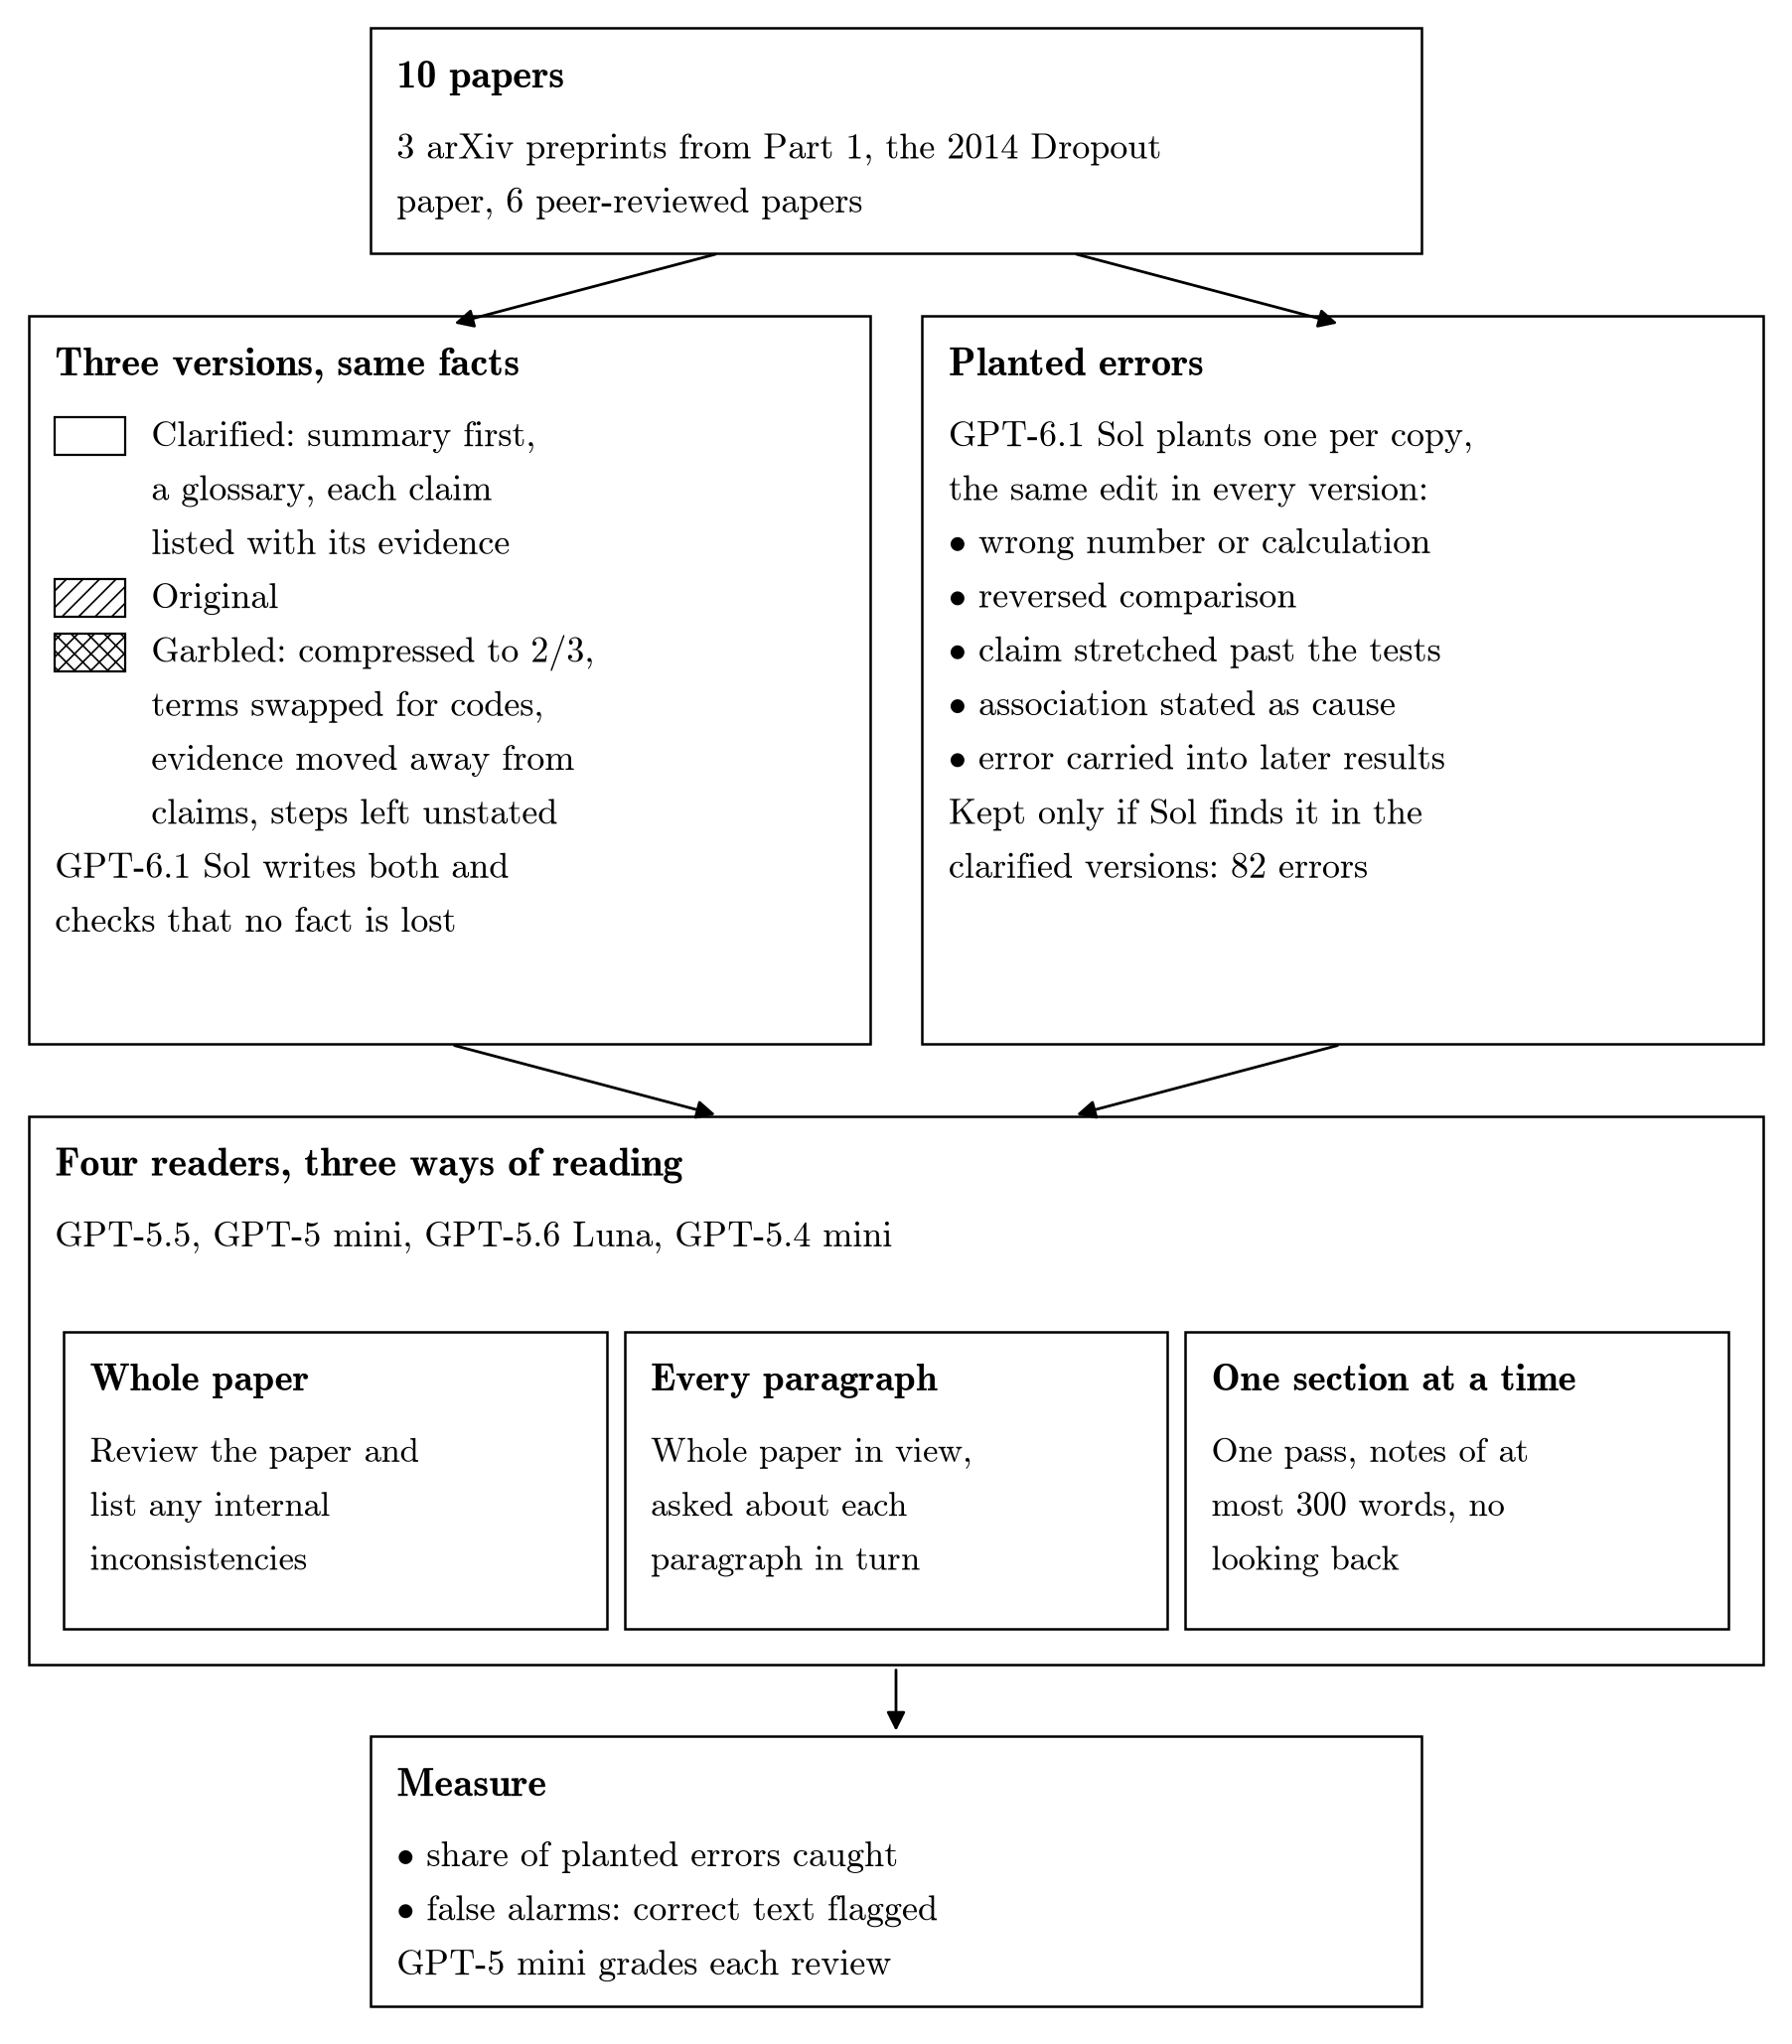 10 papers
3 arXiv preprints from Part 1, the 2014 Dropout
paper, 6 peer-reviewed papers
Three versions, same facts
Clarified: summary first,
a glossary, each claim
listed with its evidence
Original
Garbled: compressed to 2/3,
terms swapped for codes,
evidence moved away from
claims, steps left unstated
GPT-6.1 Sol writes both and
checks that no fact is lost
Planted errors
GPT-6.1 Sol plants one per copy,
the same edit in every version:
• wrong number or calculation
• reversed comparison
• claim stretched past the tests
• association stated as cause
• error carried into later results
Kept only if Sol finds it in the
clarified versions: 82 errors
Four readers, three ways of reading
GPT-5.5, GPT-5 mini, GPT-5.6 Luna, GPT-5.4 mini
Whole paper
Review the paper and
list any internal
inconsistencies
Every paragraph
Whole paper in view,
asked about each
paragraph in turn
One section at a time
One pass, notes of at
most 300 words, no
looking back
Measure
• share of planted errors caught
• false alarms: correct text flagged
GPT-5 mini grades each review